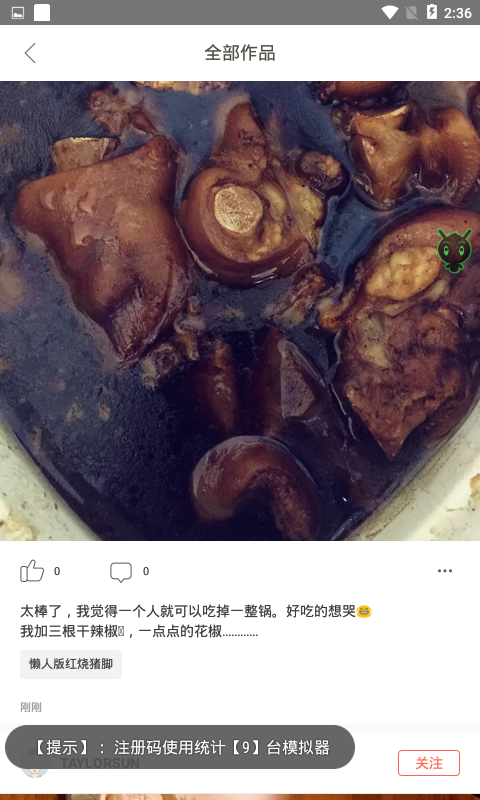 2:36
全部作品
0
0
太棒了，我觉得一个人就可以吃掉一整锅。好吃的想哭😂
我加三根干辣椒，一点点的花椒............
懒人版红烧猪脚
刚刚
【提示】：注册码使用统计【9】台模拟器
TAYLORSUN
关注